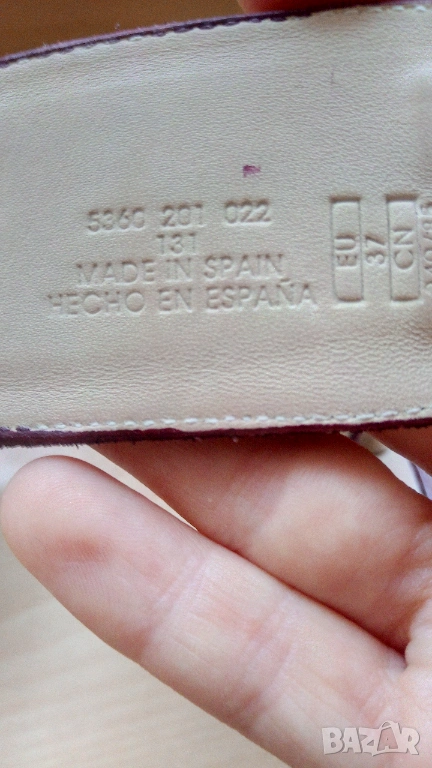 5360 201 022
131
MADE IN SPAIN
HECHO EN ESPAÑA
EU
37
CN
BAZAR